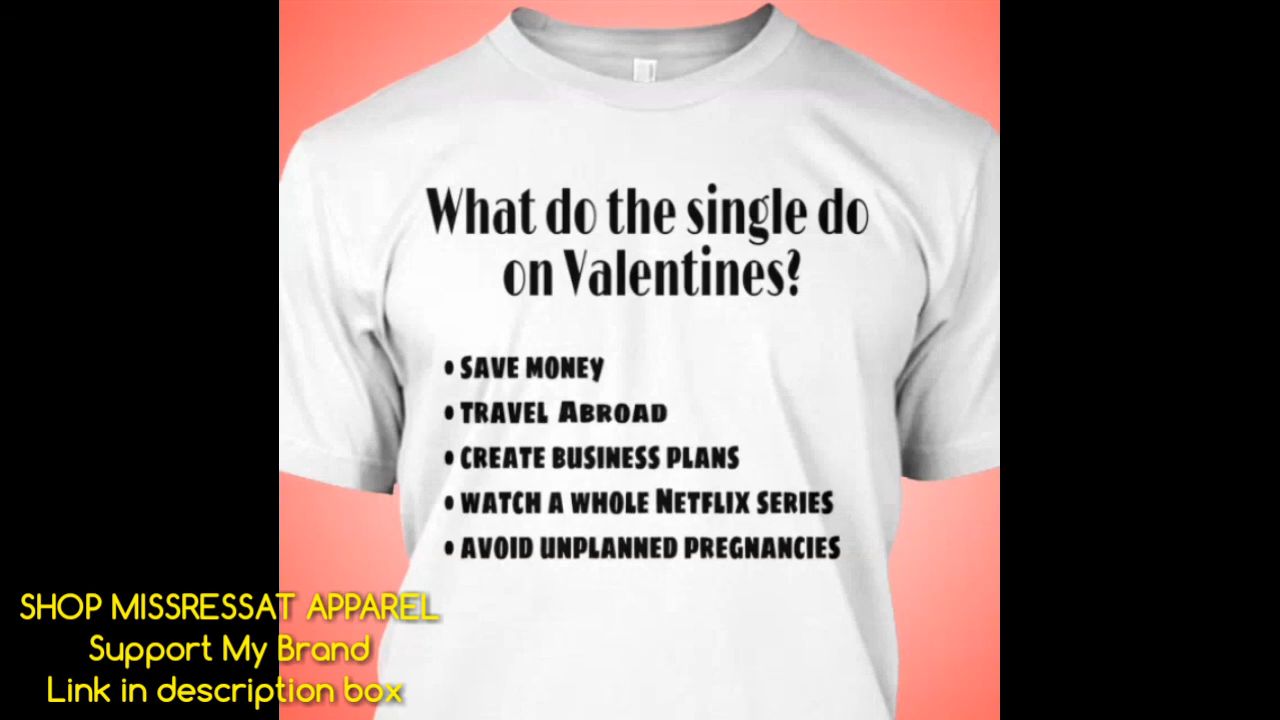 What do the single do
on Valentines?
• SAVE MONEY
• TRAVEL ABROAD
• CREATE BUSINESS PLANS
• WATCH A WHOLE NETFLIX SERIES
• AVOID UNPLANNED PREGNANCIES
SHOP MISSRESSAT APPAREL
Support My Brand
Link in description box